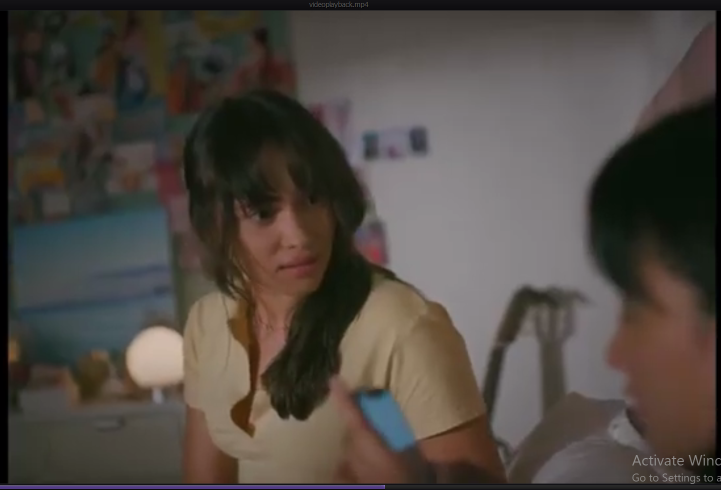 videoplayback.mp4
Activate Winc
Go to Settings to a